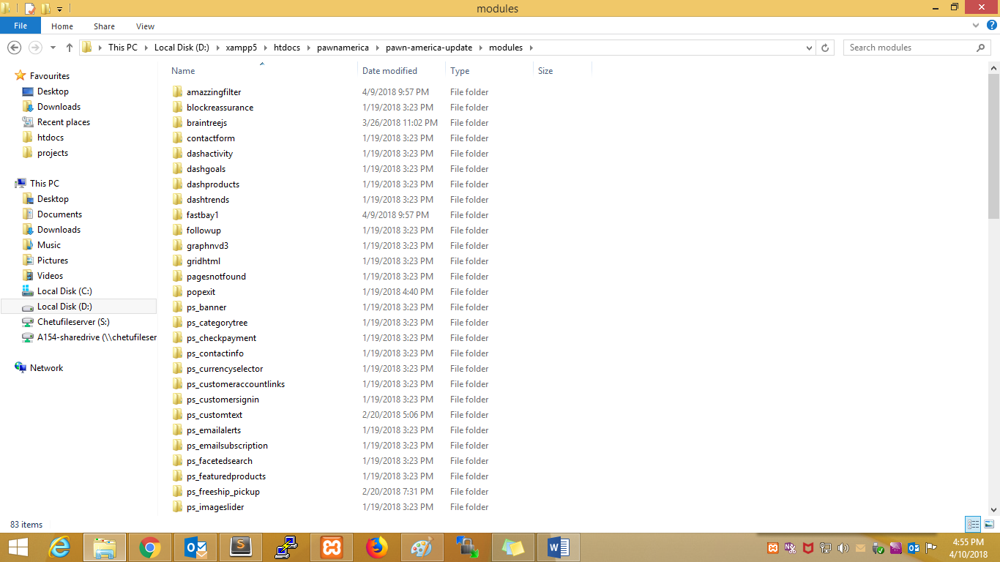 modules
File Home Share View
This PC Local Disk (D:) xampp5 htdocs pawnamerica pawn-america-update modules Search modules
Favourites
Desktop
Downloads
Recent places
htdocs
projects
This PC
Desktop
Documents
Downloads
Music
Pictures
Videos
Local Disk (C:)
Local Disk (D:)
Chetufileserver (S:)
A154-sharedrive (\\chetufileser
Network
Name Date modified Type Size
amazzingfilter 4/9/2018 9:57 PM File folder
blockreassurance 1/19/2018 3:23 PM File folder
braintreejs 3/26/2018 11:02 PM File folder
contactform 1/19/2018 3:23 PM File folder
dashactivity 1/19/2018 3:23 PM File folder
dashgoals 1/19/2018 3:23 PM File folder
dashproducts 1/19/2018 3:23 PM File folder
dashtrends 1/19/2018 3:23 PM File folder
fastbay1 4/9/2018 9:57 PM File folder
followup 1/19/2018 3:23 PM File folder
graphnvd3 1/19/2018 3:23 PM File folder
gridhtml 1/19/2018 3:23 PM File folder
pagesnotfound 1/19/2018 3:23 PM File folder
popexit 1/19/2018 4:40 PM File folder
ps_banner 1/19/2018 3:23 PM File folder
ps_categorytree 1/19/2018 3:23 PM File folder
ps_checkpayment 1/19/2018 3:23 PM File folder
ps_contactinfo 1/19/2018 3:23 PM File folder
ps_currencyselector 1/19/2018 3:23 PM File folder
ps_customeraccountlinks 1/19/2018 3:23 PM File folder
ps_customersignin 1/19/2018 3:23 PM File folder
ps_customtext 2/20/2018 5:06 PM File folder
ps_emailalerts 1/19/2018 3:23 PM File folder
ps_emailsubscription 1/19/2018 3:23 PM File folder
ps_facetedsearch 1/19/2018 3:23 PM File folder
ps_featuredproducts 1/19/2018 3:23 PM File folder
ps_freeship_pickup 2/20/2018 7:31 PM File folder
ps_imageslider 1/19/2018 3:23 PM File folder
83 items
4:55 PM
4/10/2018